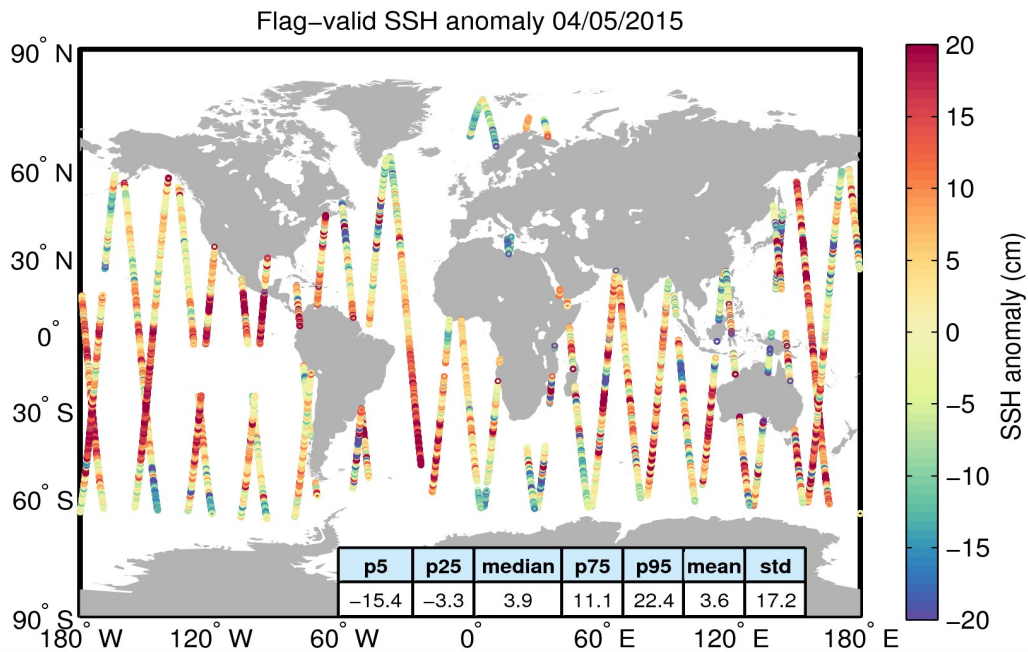 Flag−valid SSH anomaly 04/05/2015
90° N
60° N
30° N
0°
30° S
60° S
90° S
180° W
120° W
60° W
0°
60° E
120° E
180° E
p5 p25 median p75 p95 mean std
−15.4 −3.3 3.9 11.1 22.4 3.6 17.2
20
15
10
5
0
−5
−10
−15
−20
SSH anomaly (cm)